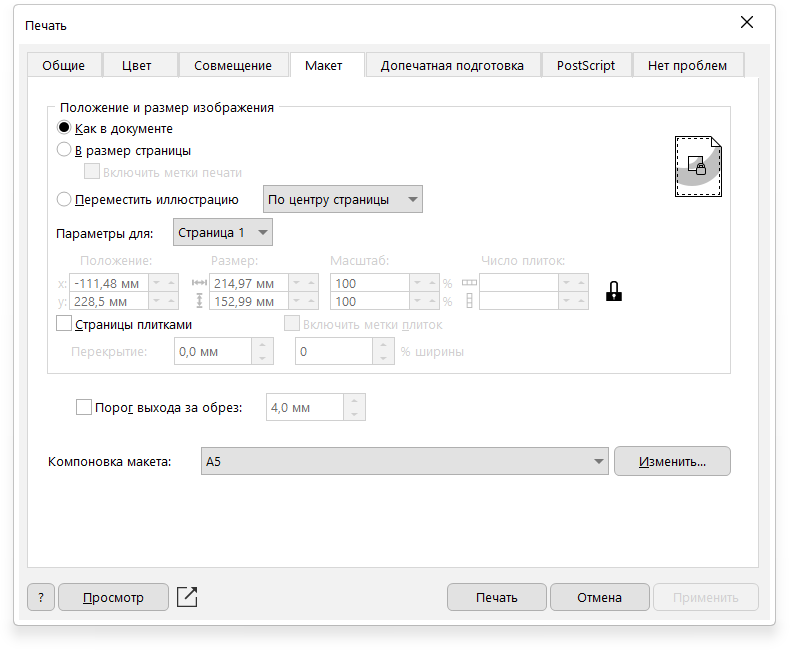 Печать
Общие Цвет Совмещение Макет Допечатная подготовка PostScript Нет проблем
Положение и размер изображения
Как в документе
В размер страницы
Включить метки печати
Переместить иллюстрацию По центру страницы
Параметры для: Страница 1
Положение: Размер: Масштаб: Число плиток:
x: -111,48 мм 214,97 мм 100 %
y: 228,5 мм 152,99 мм 100 %
Страницы плитками Включить метки плиток
Перекрытие: 0,0 мм 0 % ширины
Порог выхода за обрез: 4,0 мм
Компоновка макета: A5 Изменить...
? Просмотр Печать Отмена Применить